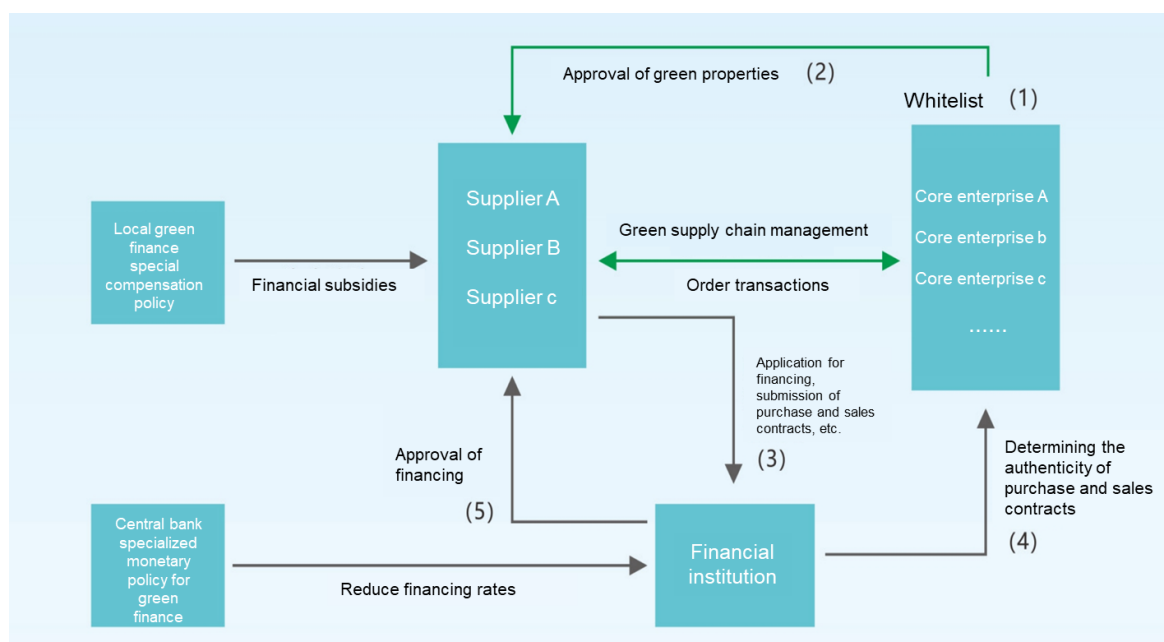 Approval of green properties (2)
Whitelist (1)
Supplier A
Supplier B
Supplier c
Core enterprise A
Core enterprise b
Core enterprise c
......
Local green
finance
special
compensation
policy
Financial subsidies
Green supply chain management
Order transactions
Application for
financing,
submission of
purchase and sales
contracts, etc.
(3)
Approval of
financing
(5)
Determining the
authenticity of
purchase and sales
contracts
(4)
Central bank
specialized
monetary
policy for
green
finance
Reduce financing rates
Financial
institution